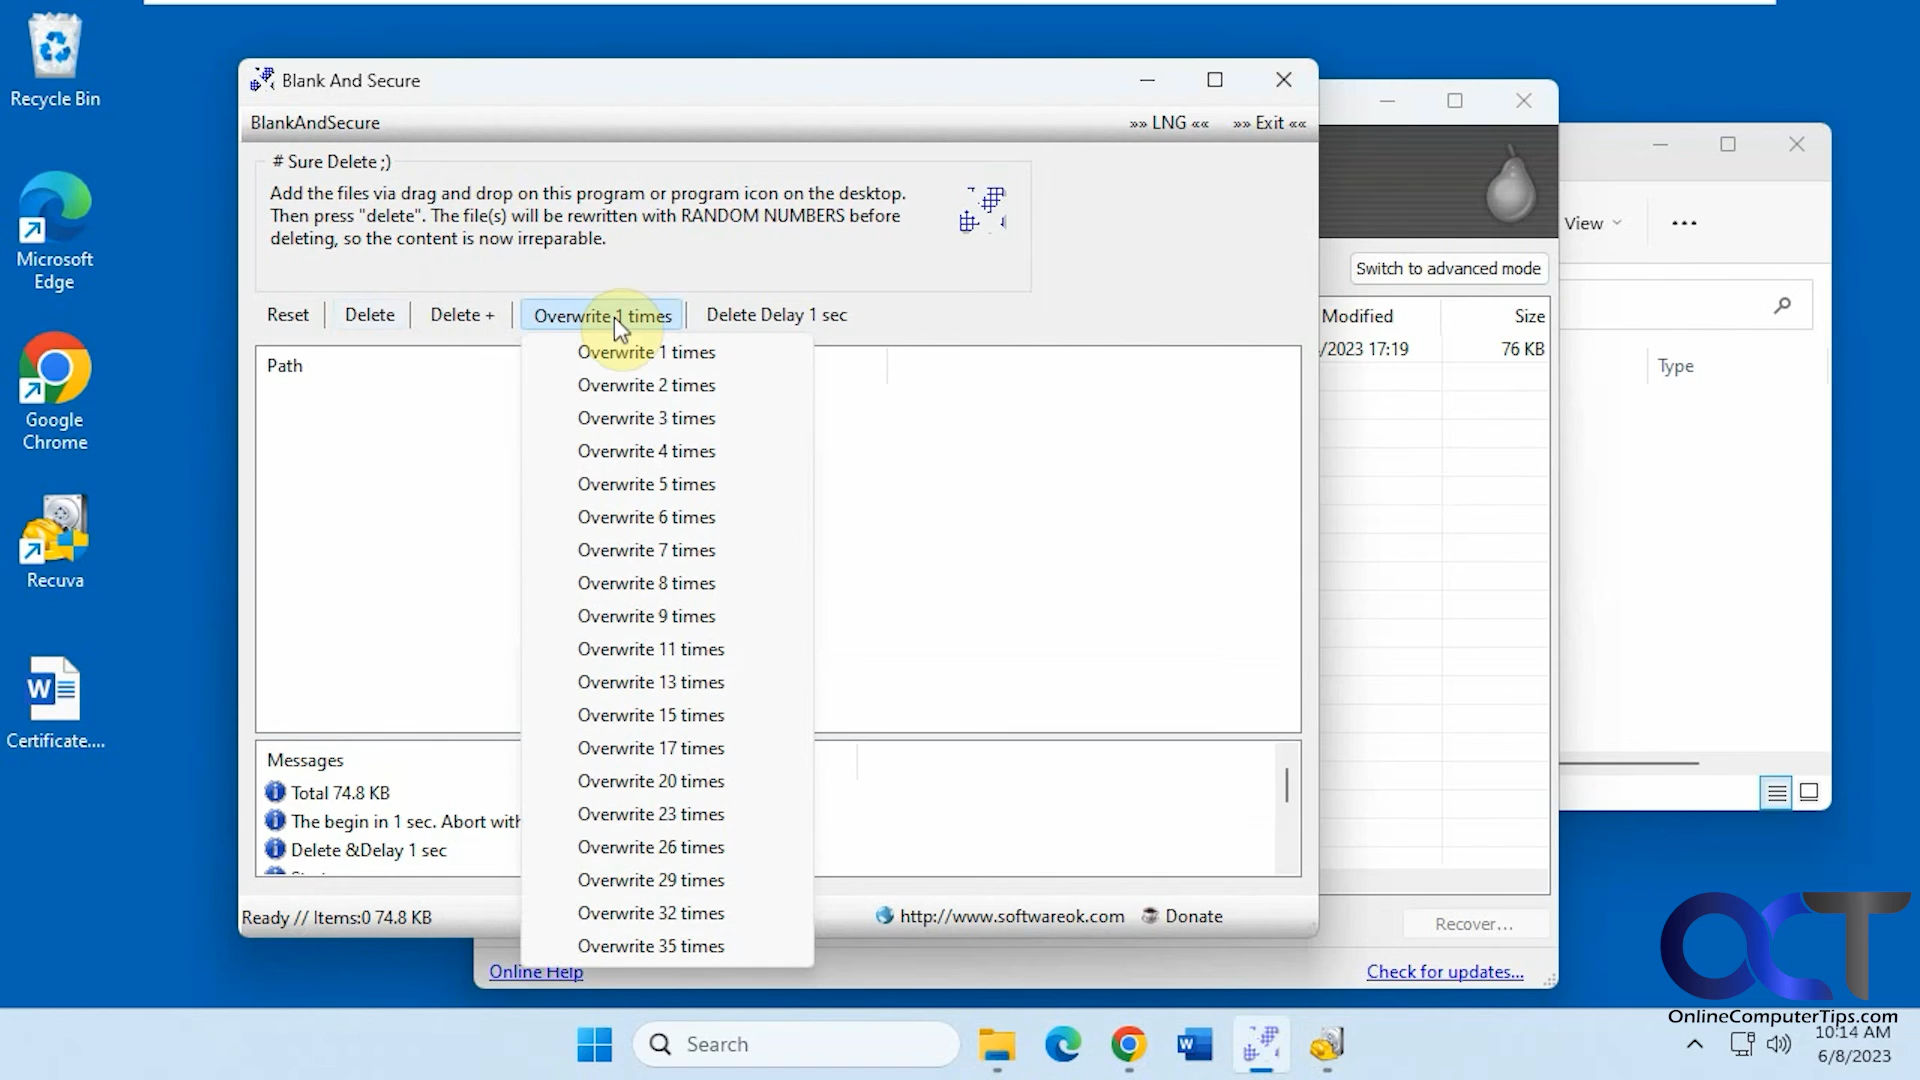 Recycle Bin
Microsoft
Edge
Google
Chrome
Recuva
Certificate....
Blank And Secure
BlankAndSecure
»» LNG ««
»» Exit ««
# Sure Delete ;)
Add the files via drag and drop on this program or program icon on the desktop.
Then press "delete". The file(s) will be rewritten with RANDOM NUMBERS before
deleting, so the content is now irreparable.
Reset
Delete
Delete +
Overwrite 1 times
Delete Delay 1 sec
Path
Overwrite 1 times
Overwrite 2 times
Overwrite 3 times
Overwrite 4 times
Overwrite 5 times
Overwrite 6 times
Overwrite 7 times
Overwrite 8 times
Overwrite 9 times
Overwrite 11 times
Overwrite 13 times
Overwrite 15 times
Overwrite 17 times
Overwrite 20 times
Overwrite 23 times
Overwrite 26 times
Overwrite 29 times
Overwrite 32 times
Overwrite 35 times
Messages
Total 74.8 KB
The begin in 1 sec. Abort with
Delete &Delay 1 sec
Ready // Items:0 74.8 KB
http://www.softwareok.com
Donate
Switch to advanced mode
Modified
Size
/2023 17:19
76 KB
Recover...
Online Help
Check for updates...
View
Type
Search
OCT
OnlineComputerTips.com
10:14 AM
6/8/2023